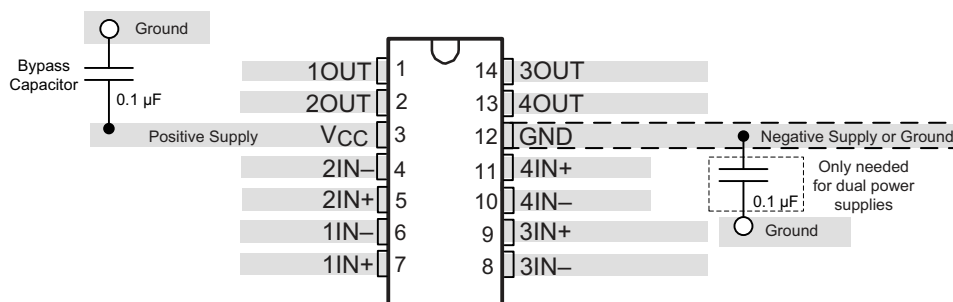 Ground
Bypass
Capacitor
0.1 µF
Positive Supply
1OUT 1 14 3OUT
2OUT 2 13 4OUT
VCC 3 12 GND
2IN– 4 11 4IN+
2IN+ 5 10 4IN–
1IN– 6 9 3IN+
1IN+ 7 8 3IN–
Negative Supply or Ground
Only needed
for dual power
supplies
0.1 µF
Ground